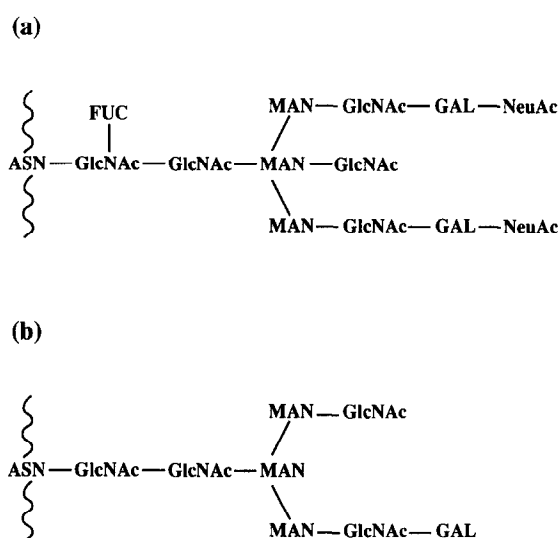 (a)
MAN—GlcNAc—GAL—NeuAc
FUC
ASN—GlcNAc—GlcNAc—MAN—GlcNAc
MAN—GlcNAc—GAL—NeuAc
(b)
MAN—GlcNAc
ASN—GlcNAc—GlcNAc—MAN
MAN—GlcNAc—GAL